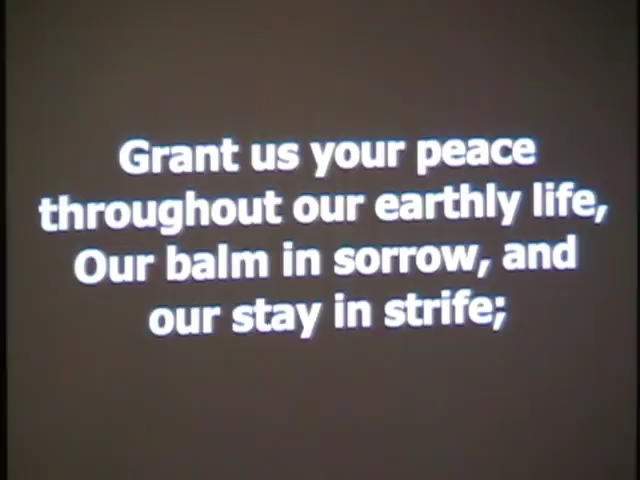 Grant us your peace
throughout our earthly life,
Our balm in sorrow, and
our stay in strife;